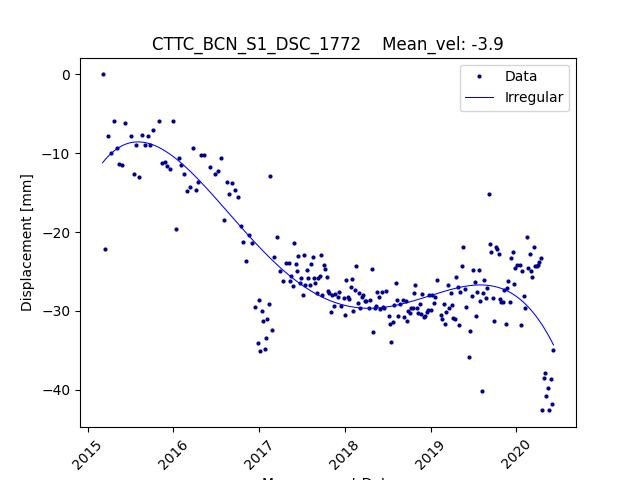 CTTC_BCN_S1_DSC_1772 Mean_vel: -3.9
Data
Irregular
0
−10
−20
−30
−40
Displacement [mm]
2015
2016
2017
2018
2019
2020